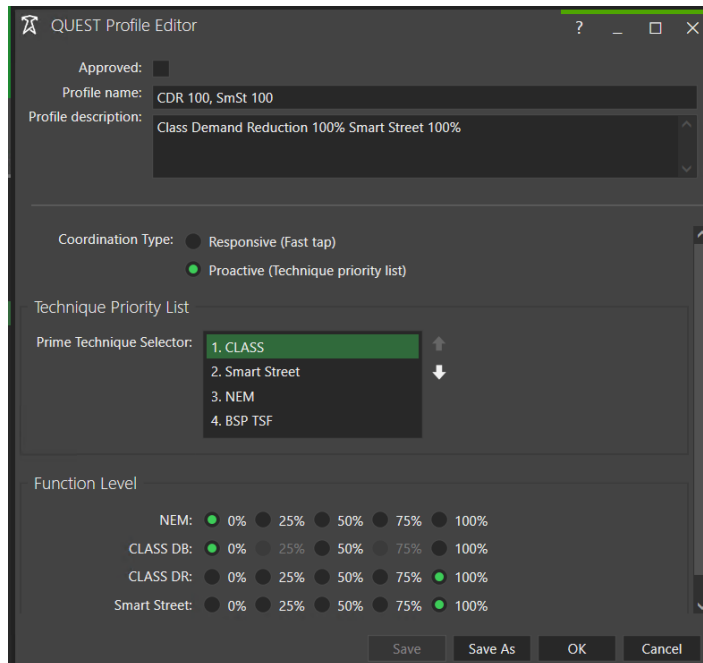 QUEST Profile Editor ?
Approved:
Profile name: CDR 100, SmSt 100
Profile description: Class Demand Reduction 100% Smart Street 100%
Coordination Type: Responsive (Fast tap)
Proactive (Technique priority list)
Technique Priority List
Prime Technique Selector: 1. CLASS
2. Smart Street
3. NEM
4. BSP TSF
Function Level
NEM: 0% 25% 50% 75% 100%
CLASS DB: 0% 25% 50% 75% 100%
CLASS DR: 0% 25% 50% 75% 100%
Smart Street: 0% 25% 50% 75% 100%
Save Save As OK Cancel